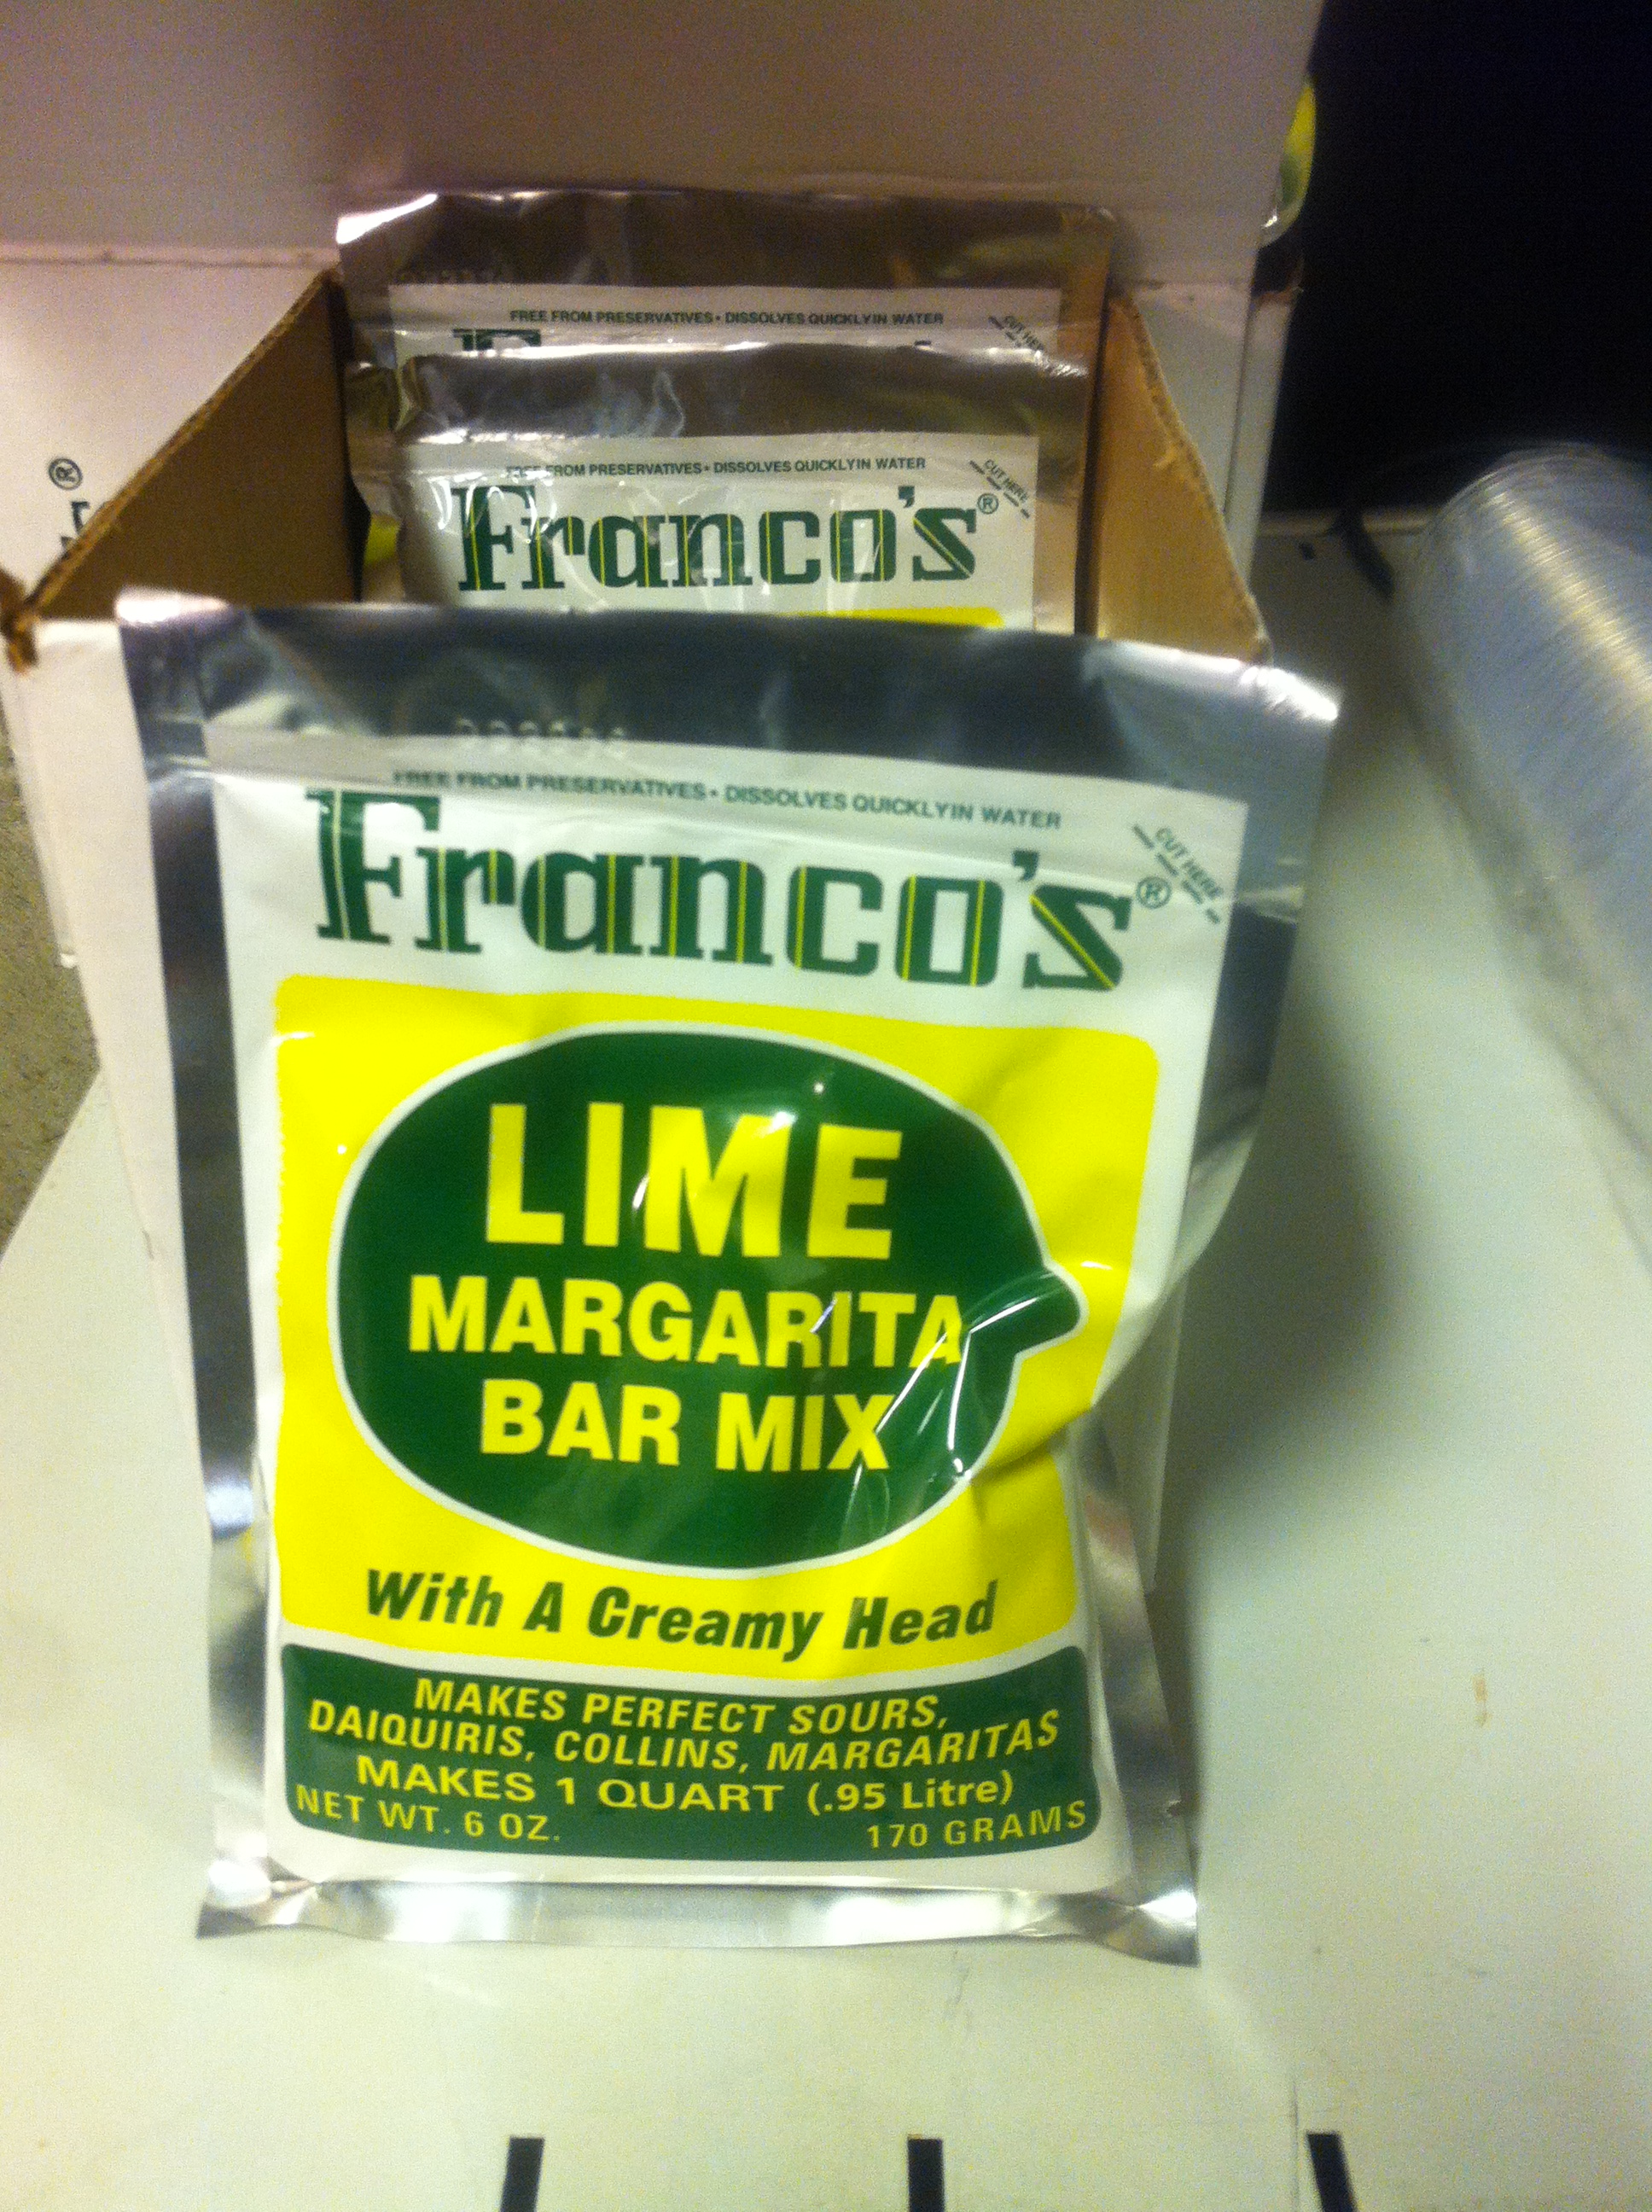 FREE FROM PRESERVATIVES • DISSOLVES QUICKLYIN WATER
CUT HERE
FREE FROM PRESERVATIVES • DISSOLVES QUICKLYIN WATER
CUT HERE
Franco's®
FREE FROM PRESERVATIVES • DISSOLVES QUICKLYIN WATER
CUT HERE
Franco's®
LIME
MARGARITA
BAR MIX
With A Creamy Head
MAKES PERFECT SOURS,
DAIQUIRIS, COLLINS, MARGARITAS
MAKES 1 QUART (.95 Litre)
NET WT. 6 OZ. 170 GRAMS